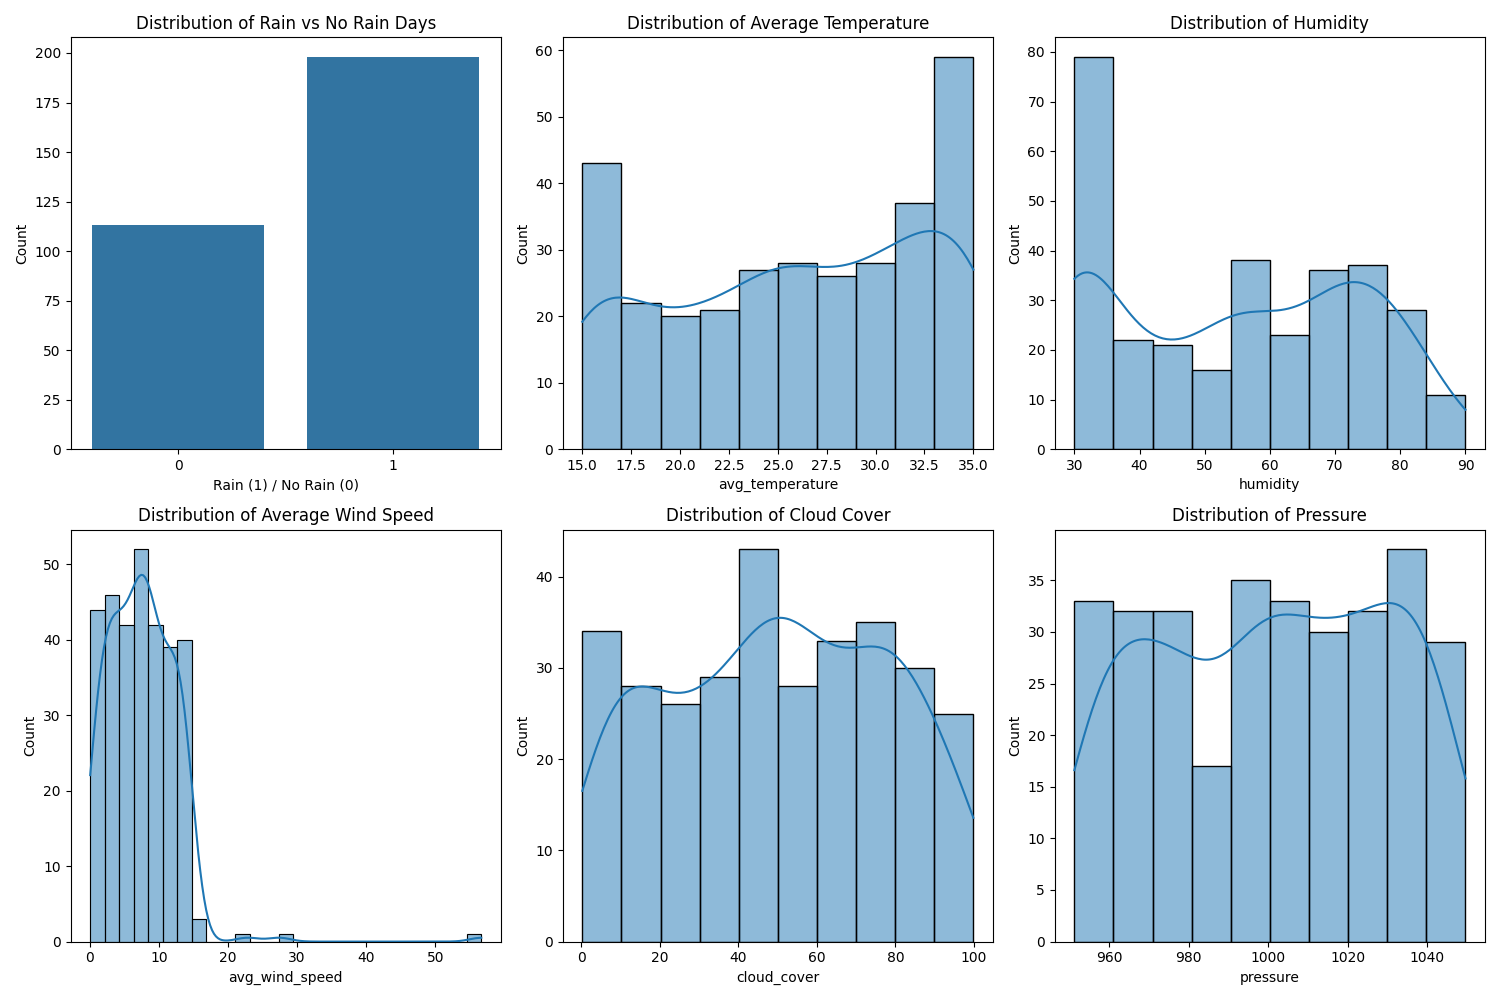 Distribution of Rain vs No Rain Days
200
175
150
125
100
75
50
25
0
Count
0 1
Rain (1) / No Rain (0)
Distribution of Average Temperature
60
50
40
30
20
10
0
Count
15.0 17.5 20.0 22.5 25.0 27.5 30.0 32.5 35.0
avg_temperature
Distribution of Humidity
80
70
60
50
40
30
20
10
0
Count
30 40 50 60 70 80 90
humidity
Distribution of Average Wind Speed
50
40
30
20
10
0
Count
0 10 20 30 40 50
avg_wind_speed
Distribution of Cloud Cover
40
30
20
10
0
Count
0 20 40 60 80 100
cloud_cover
Distribution of Pressure
35
30
25
20
15
10
5
0
Count
960 980 1000 1020 1040
pressure